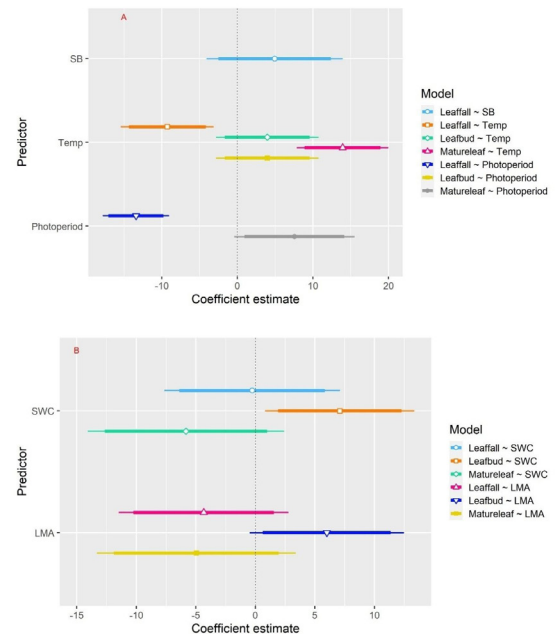 A
SB
Temp
Photoperiod
Predictor
-10
0
10
20
Coefficient estimate
Model
Leaffall ~ SB
Leaffall ~ Temp
Leafbud ~ Temp
Matureleaf ~ Temp
Leaffall ~ Photoperiod
Leafbud ~ Photoperiod
Matureleaf ~ Photoperiod
B
SWC
LMA
Predictor
-15
-10
-5
0
5
10
Coefficient estimate
Model
Leaffall ~ SWC
Leafbud ~ SWC
Matureleaf ~ SWC
Leaffall ~ LMA
Leafbud ~ LMA
Matureleaf ~ LMA